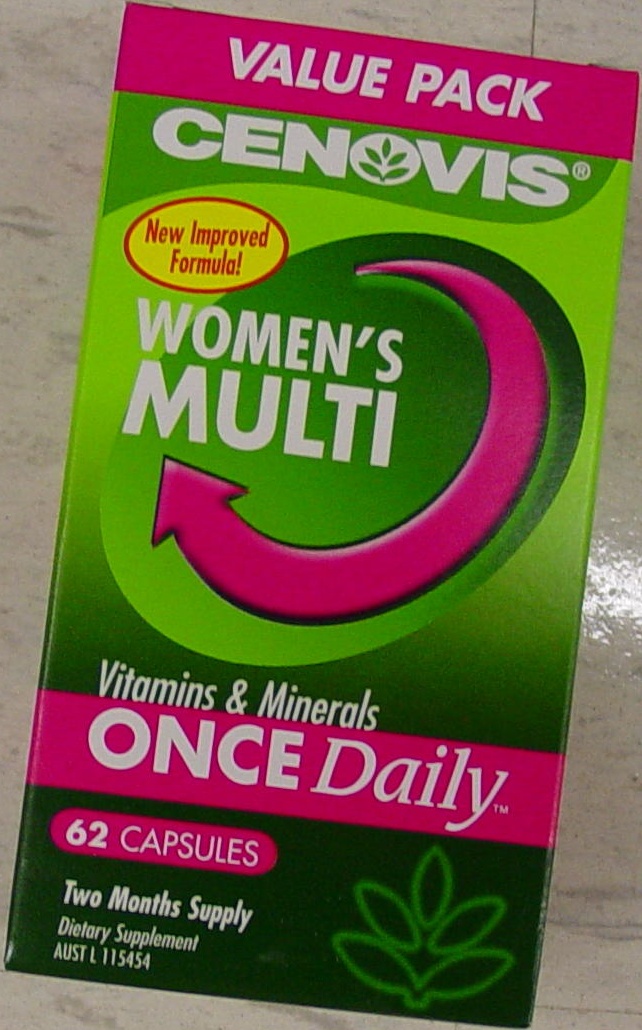 VALUE PACK
CENOVIS®
New Improved
Formula!
WOMEN'S
MULTI
Vitamins & Minerals
ONCE Daily™
62 CAPSULES
Two Months Supply
Dietary Supplement
AUST L 115454